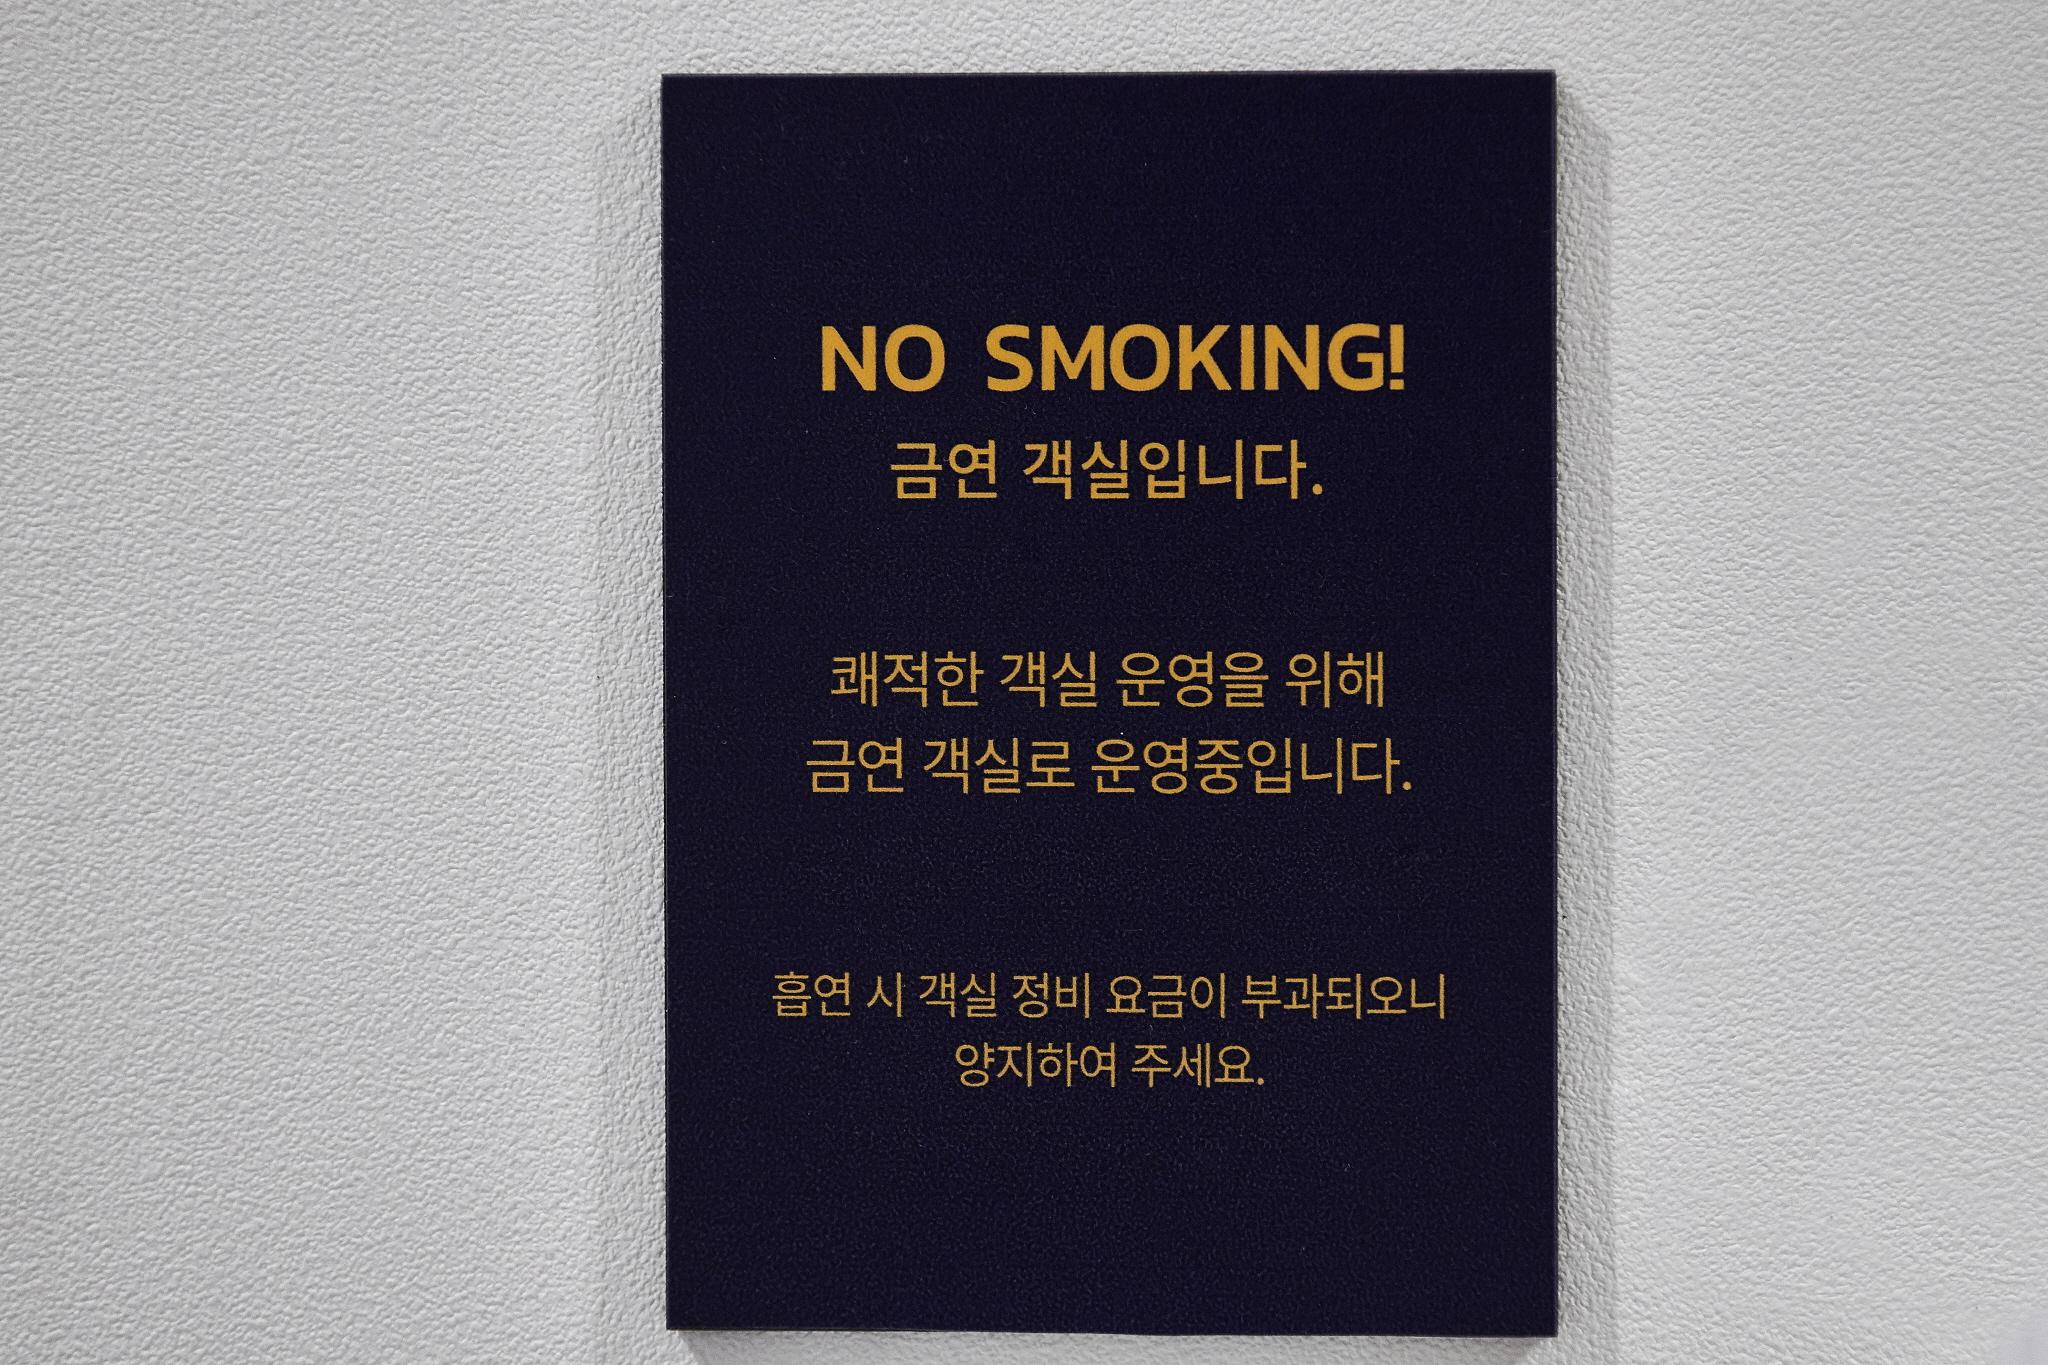 NO SMOKING!
금연 객실입니다.
쾌적한 객실 운영을 위해
금연 객실로 운영중입니다.
흡연 시 객실 정비 요금이 부과되오니
양지하여 주세요.